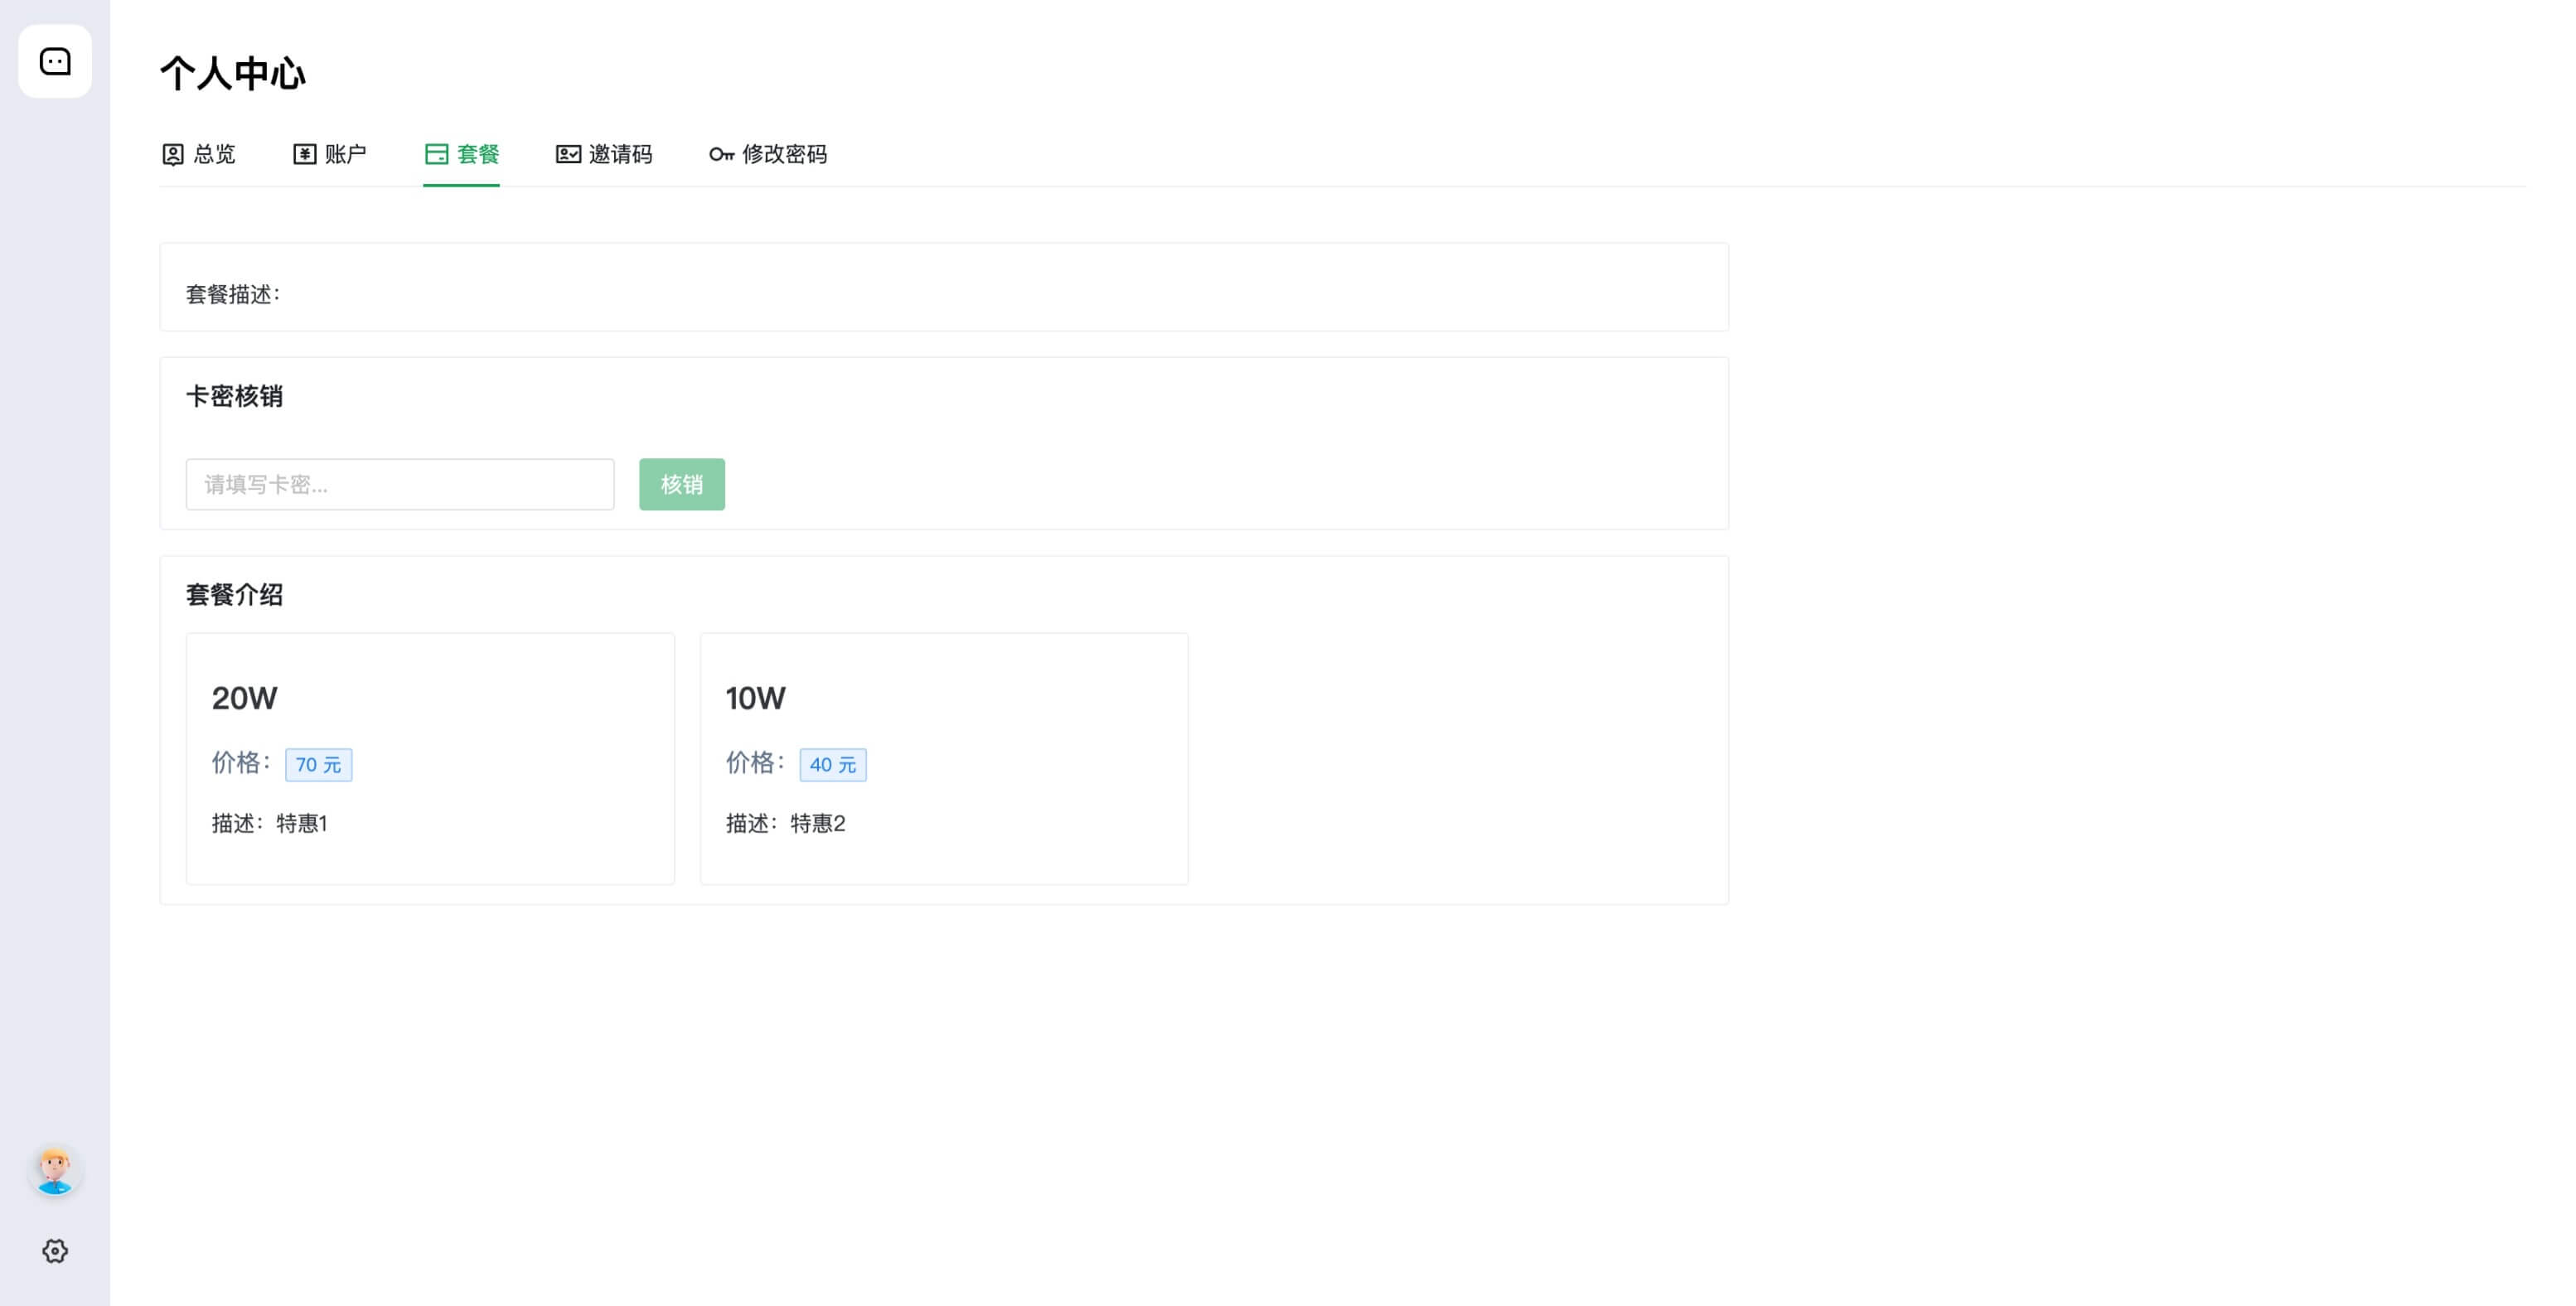 个人中心
总览 账户 套餐 邀请码 修改密码
套餐描述：
卡密核销
请填写卡密... 核销
套餐介绍
20W
价格： 70 元
描述：特惠1
10W
价格： 40 元
描述：特惠2